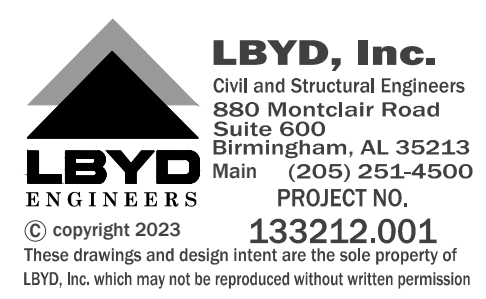 LBYD
ENGINEERS
LBYD, Inc.
Civil and Structural Engineers
880 Montclair Road
Suite 600
Birmingham, AL 35213
Main (205) 251-4500
PROJECT NO.
133212.001
© copyright 2023
These drawings and design intent are the sole property of
LBYD, Inc. which may not be reproduced without written permission